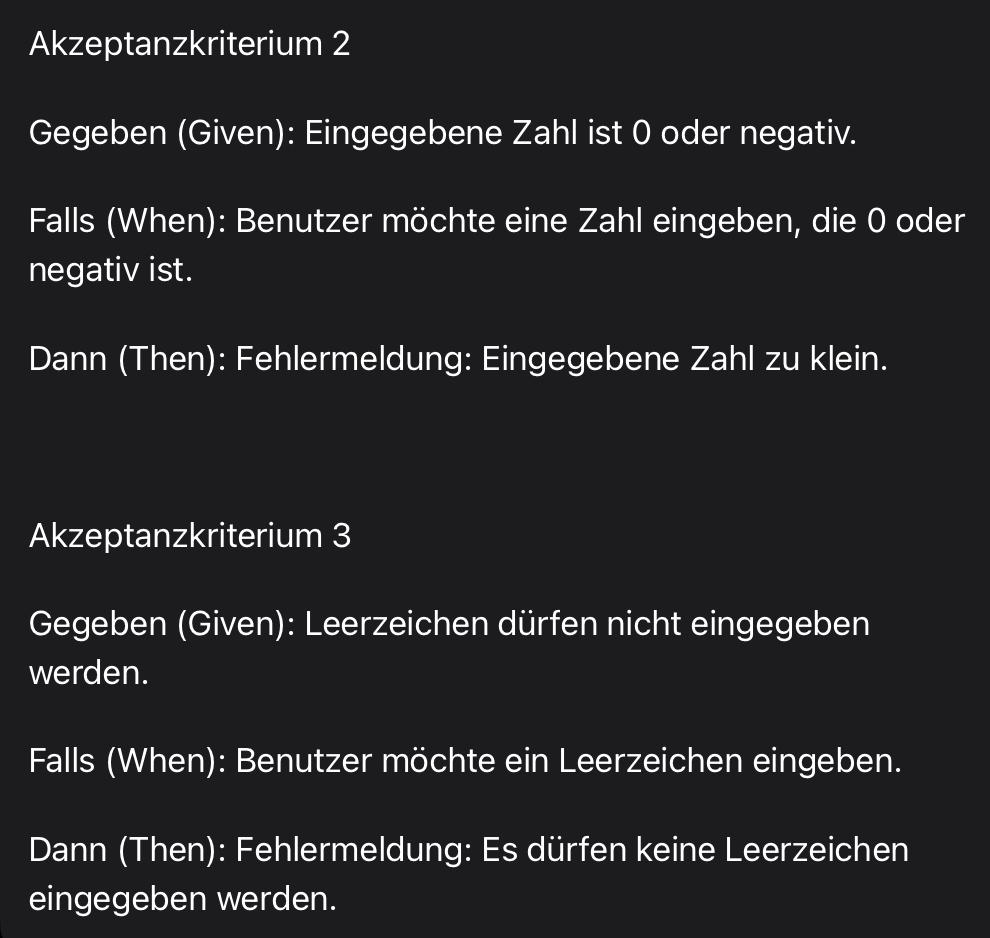 Akzeptanzkriterium 2
Gegeben (Given): Eingegebene Zahl ist 0 oder negativ.
Falls (When): Benutzer möchte eine Zahl eingeben, die 0 oder
negativ ist.
Dann (Then): Fehlermeldung: Eingegebene Zahl zu klein.
Akzeptanzkriterium 3
Gegeben (Given): Leerzeichen dürfen nicht eingegeben
werden.
Falls (When): Benutzer möchte ein Leerzeichen eingeben.
Dann (Then): Fehlermeldung: Es dürfen keine Leerzeichen
eingegeben werden.